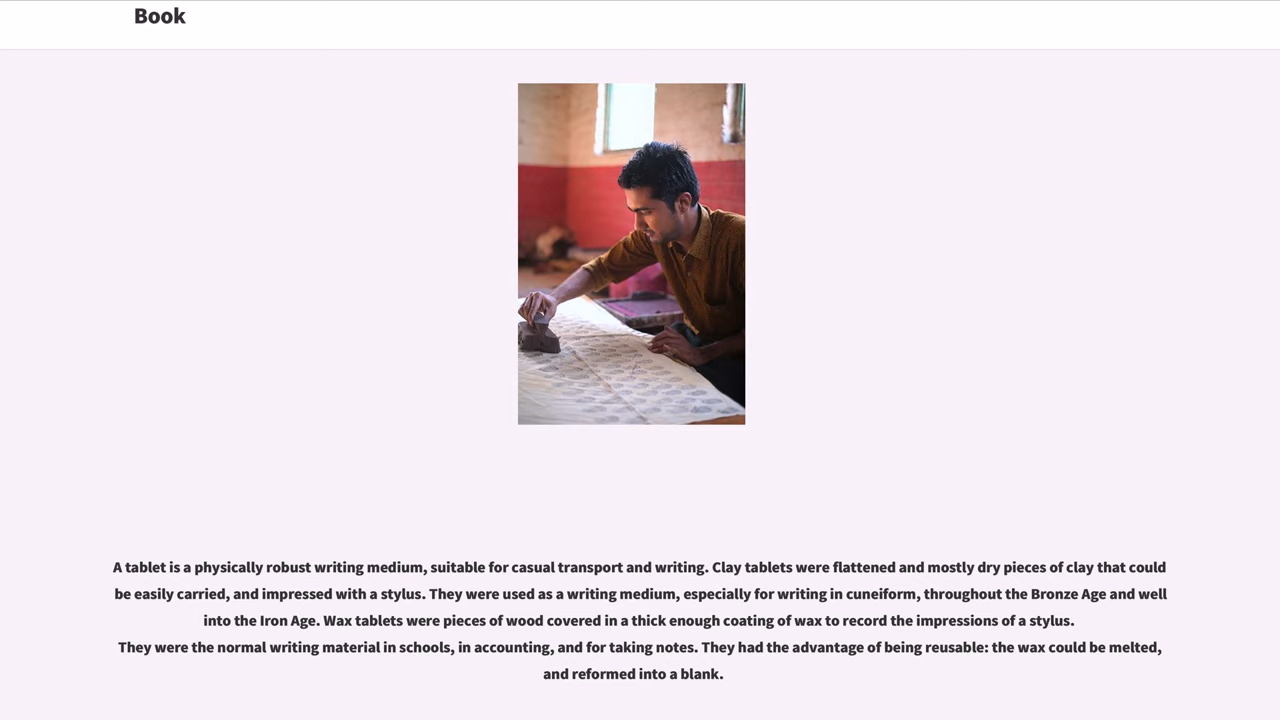 Book
A tablet is a physically robust writing medium, suitable for casual transport and writing. Clay tablets were flattened and mostly dry pieces of clay that could
be easily carried, and impressed with a stylus. They were used as a writing medium, especially for writing in cuneiform, throughout the Bronze Age and well
into the Iron Age. Wax tablets were pieces of wood covered in a thick enough coating of wax to record the impressions of a stylus.
They were the normal writing material in schools, in accounting, and for taking notes. They had the advantage of being reusable: the wax could be melted,
and reformed into a blank.